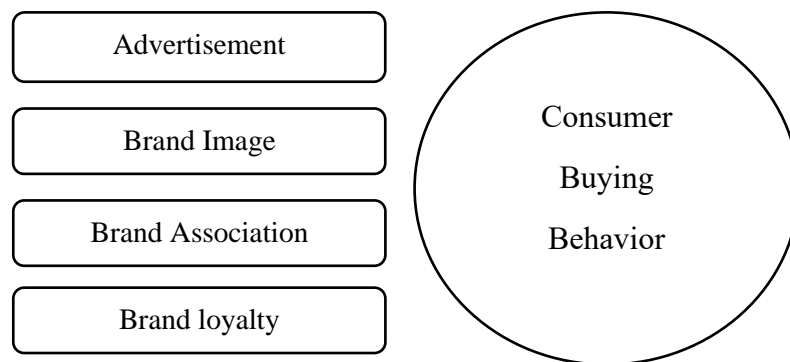 Advertisement
Brand Image
Brand Association
Brand loyalty
Consumer
Buying
Behavior